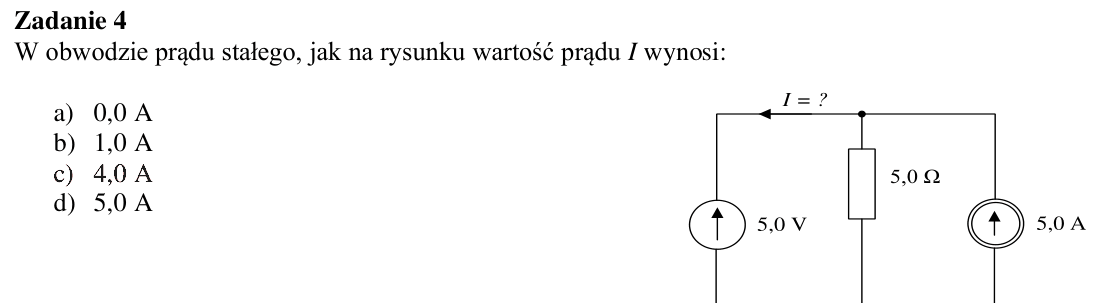 Zadanie 4
W obwodzie prądu stałego, jak na rysunku wartość prądu I wynosi:
a) 0,0 A
b) 1,0 A
c) 4,0 A
d) 5,0 A
I = ?
5,0 Ω
5,0 V
5,0 A